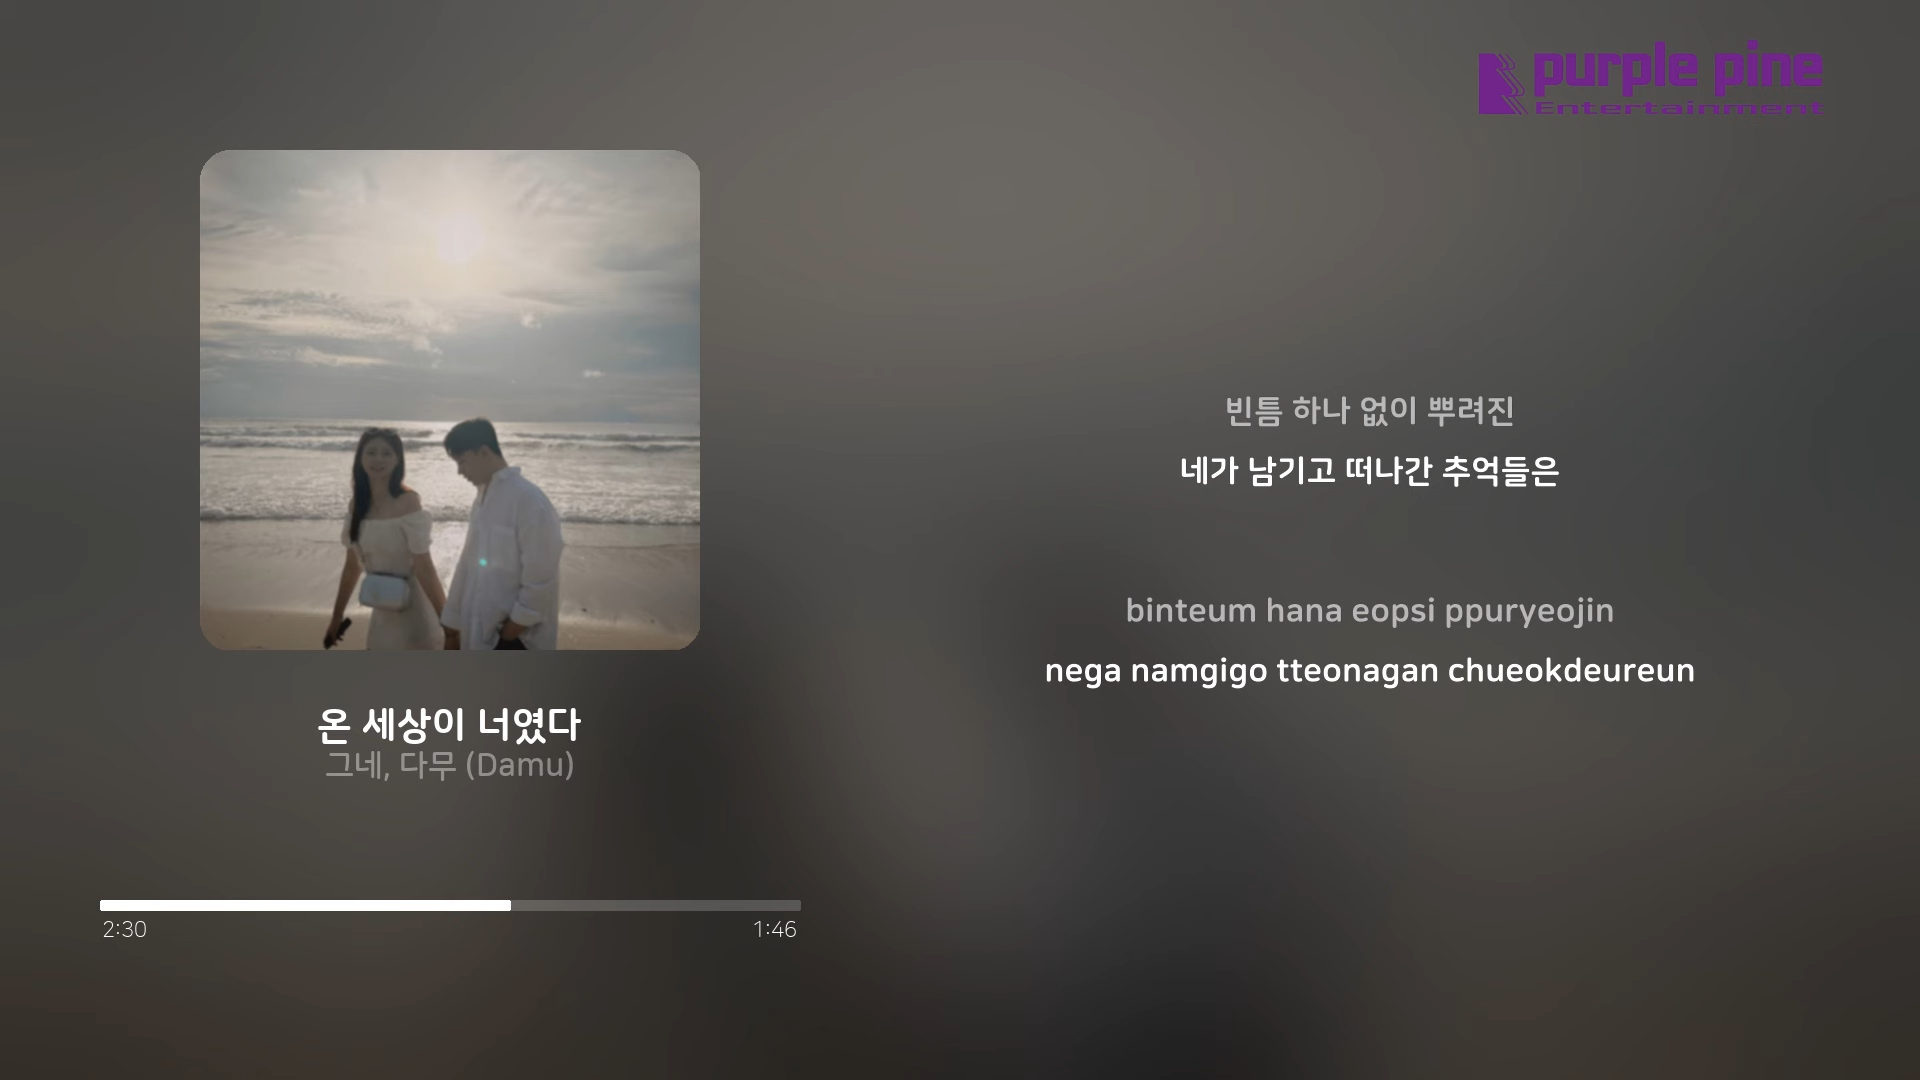 purple pine
Entertainment
빈틈 하나 없이 뿌려진
네가 남기고 떠나간 추억들은
binteum hana eopsi ppuryeojin
nega namgigo tteonagan chueokdeureun
온 세상이 너였다
그네, 다무 (Damu)
2:30
1:46